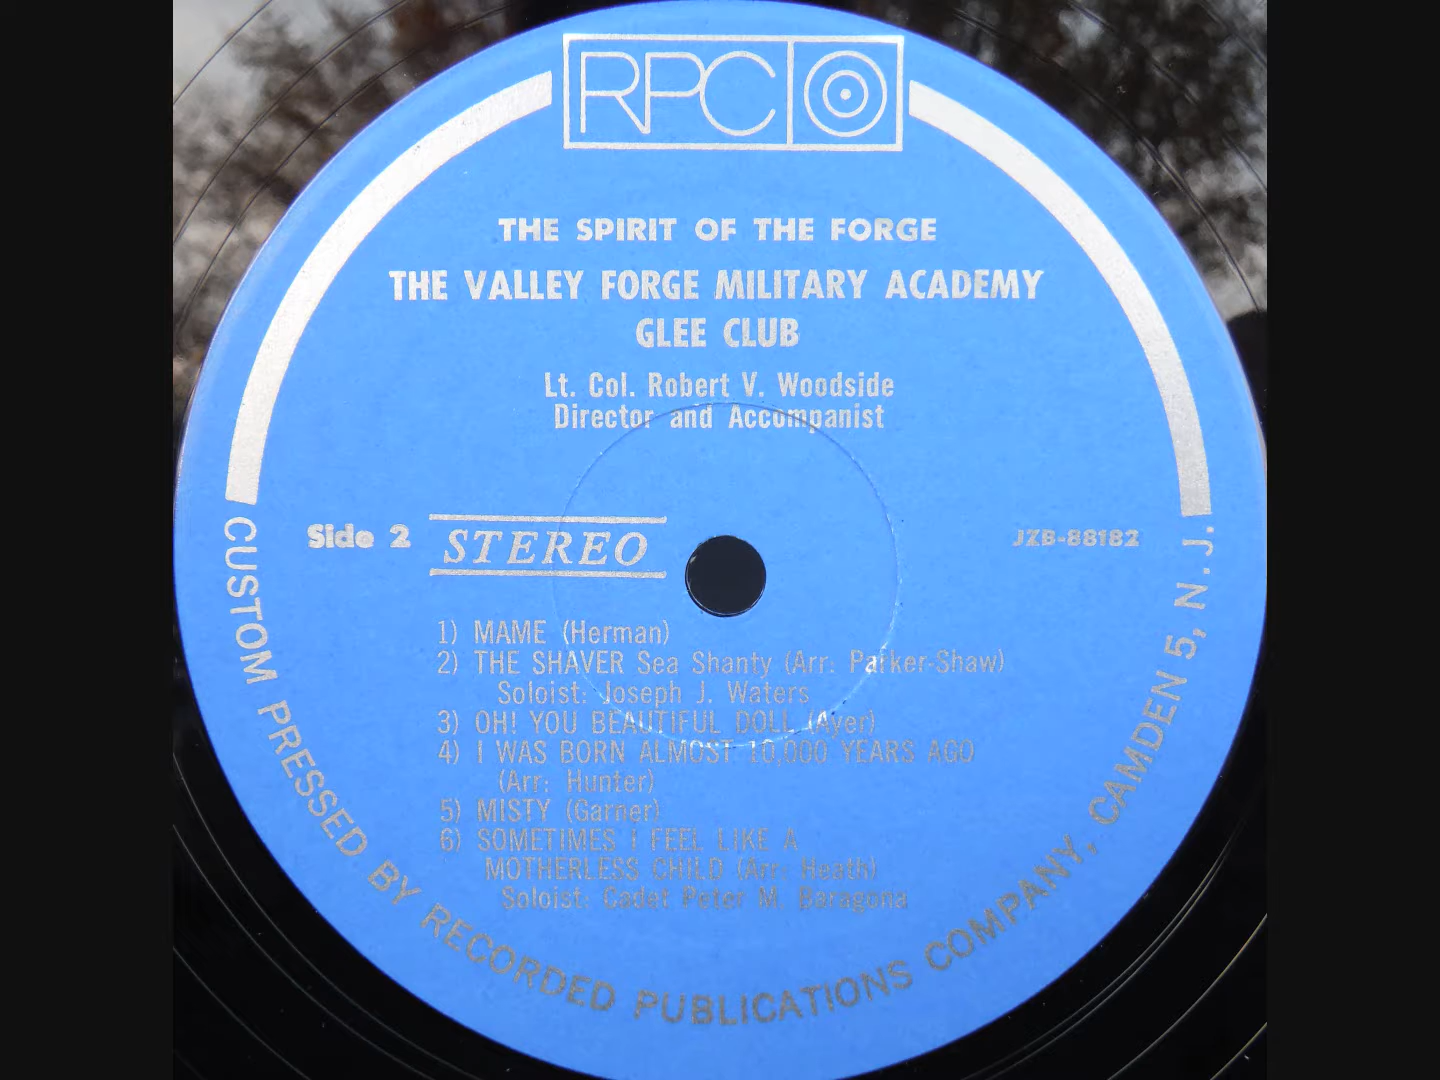 RPC
THE SPIRIT OF THE FORGE
THE VALLEY FORGE MILITARY ACADEMY
GLEE CLUB
Lt. Col. Robert V. Woodside
Director and Accompanist
Side 2
STEREO
JZB-88182
1) MAME (Herman)
2) THE SHAVER Sea Shanty (Arr: Parker-Shaw)
Soloist: Joseph J. Waters
3) OH! YOU BEAUTIFUL DOLL (Ayer)
4) I WAS BORN ALMOST 10,000 YEARS AGO
(Arr: Hunter)
5) MISTY (Garner)
6) SOMETIMES I FEEL LIKE A
MOTHERLESS CHILD (Arr: Heath)
Soloist: Cadet Peter M. Baragona
CUSTOM PRESSED BY RECORDED PUBLICATIONS COMPANY, CAMDEN 5, N.J.